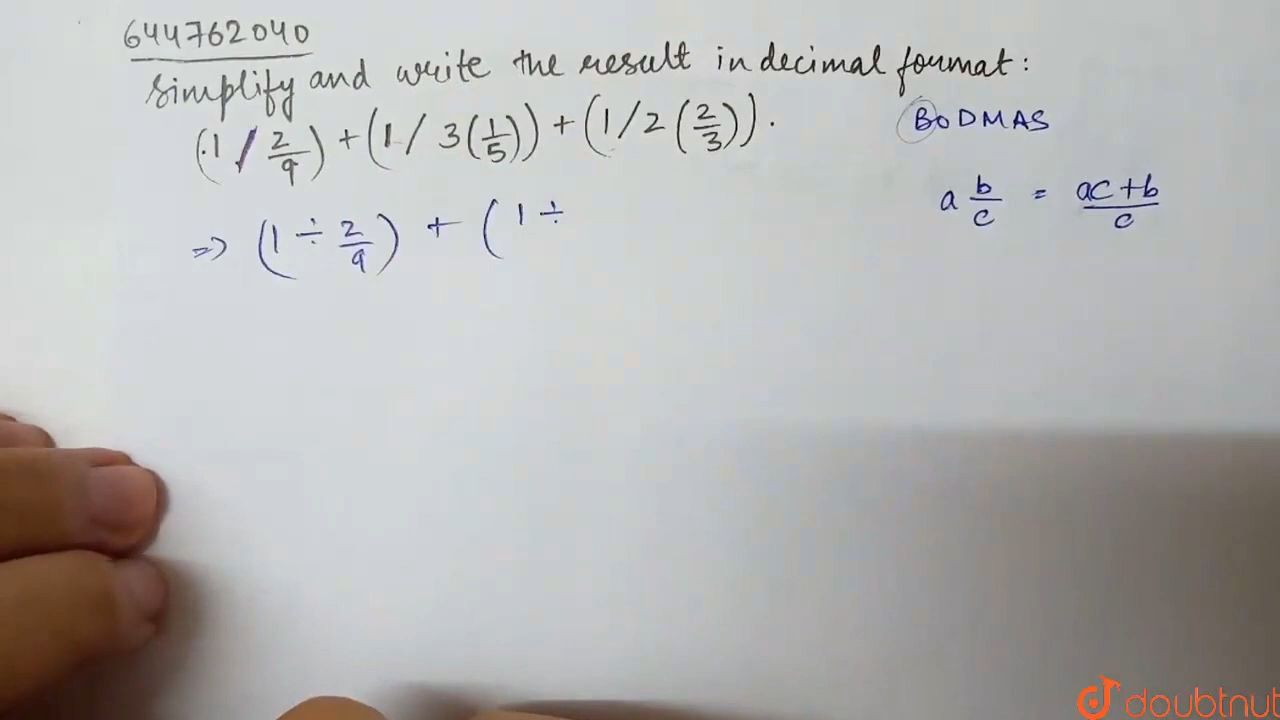 644762040
Simplify and write the result in decimal format:
(1 / 2/9) + (1 / 3(1/5)) + (1/2(2/3)).
BODMAS
a b/c = ac+b/c
=> (1 ÷ 2/9) + (1 ÷
doubtnut